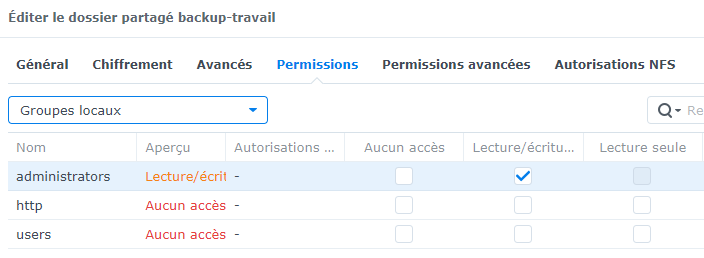 Éditer le dossier partagé backup-travail
Général Chiffrement Avancés Permissions Permissions avancées Autorisations NFS
Groupes locaux Re
Nom Aperçu Autorisations ... Aucun accès Lecture/écritu... Lecture seule
administrators Lecture/écrit -
http Aucun accès -
users Aucun accès -